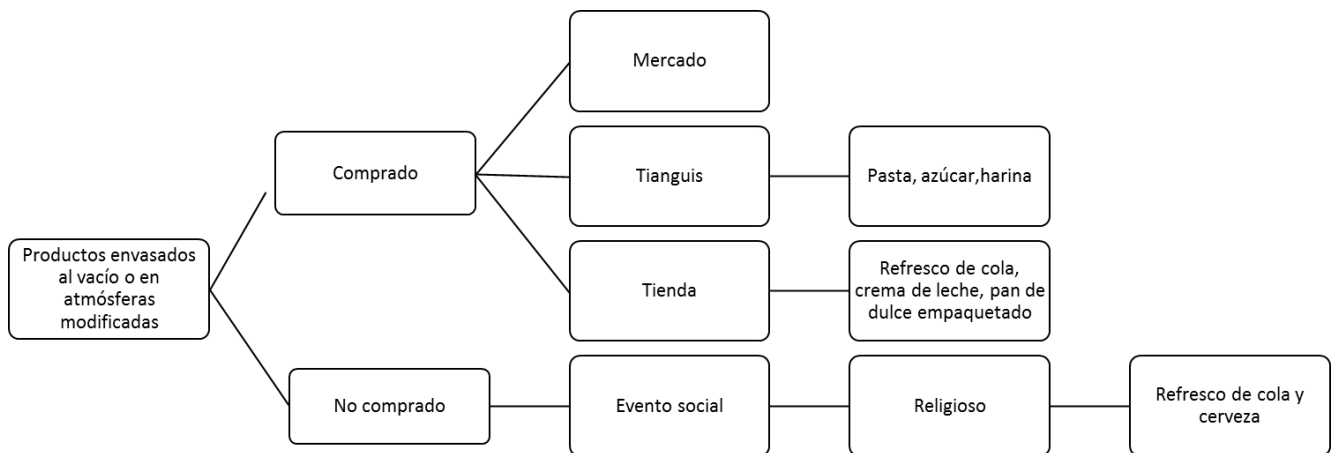 Mercado
Comprado
Tianguis
Pasta, azúcar,harina
Productos envasados
al vacío o en
atmósferas
modificadas
Tienda
Refresco de cola,
crema de leche, pan de
dulce empaquetado
No comprado
Evento social
Religioso
Refresco de cola y
cerveza